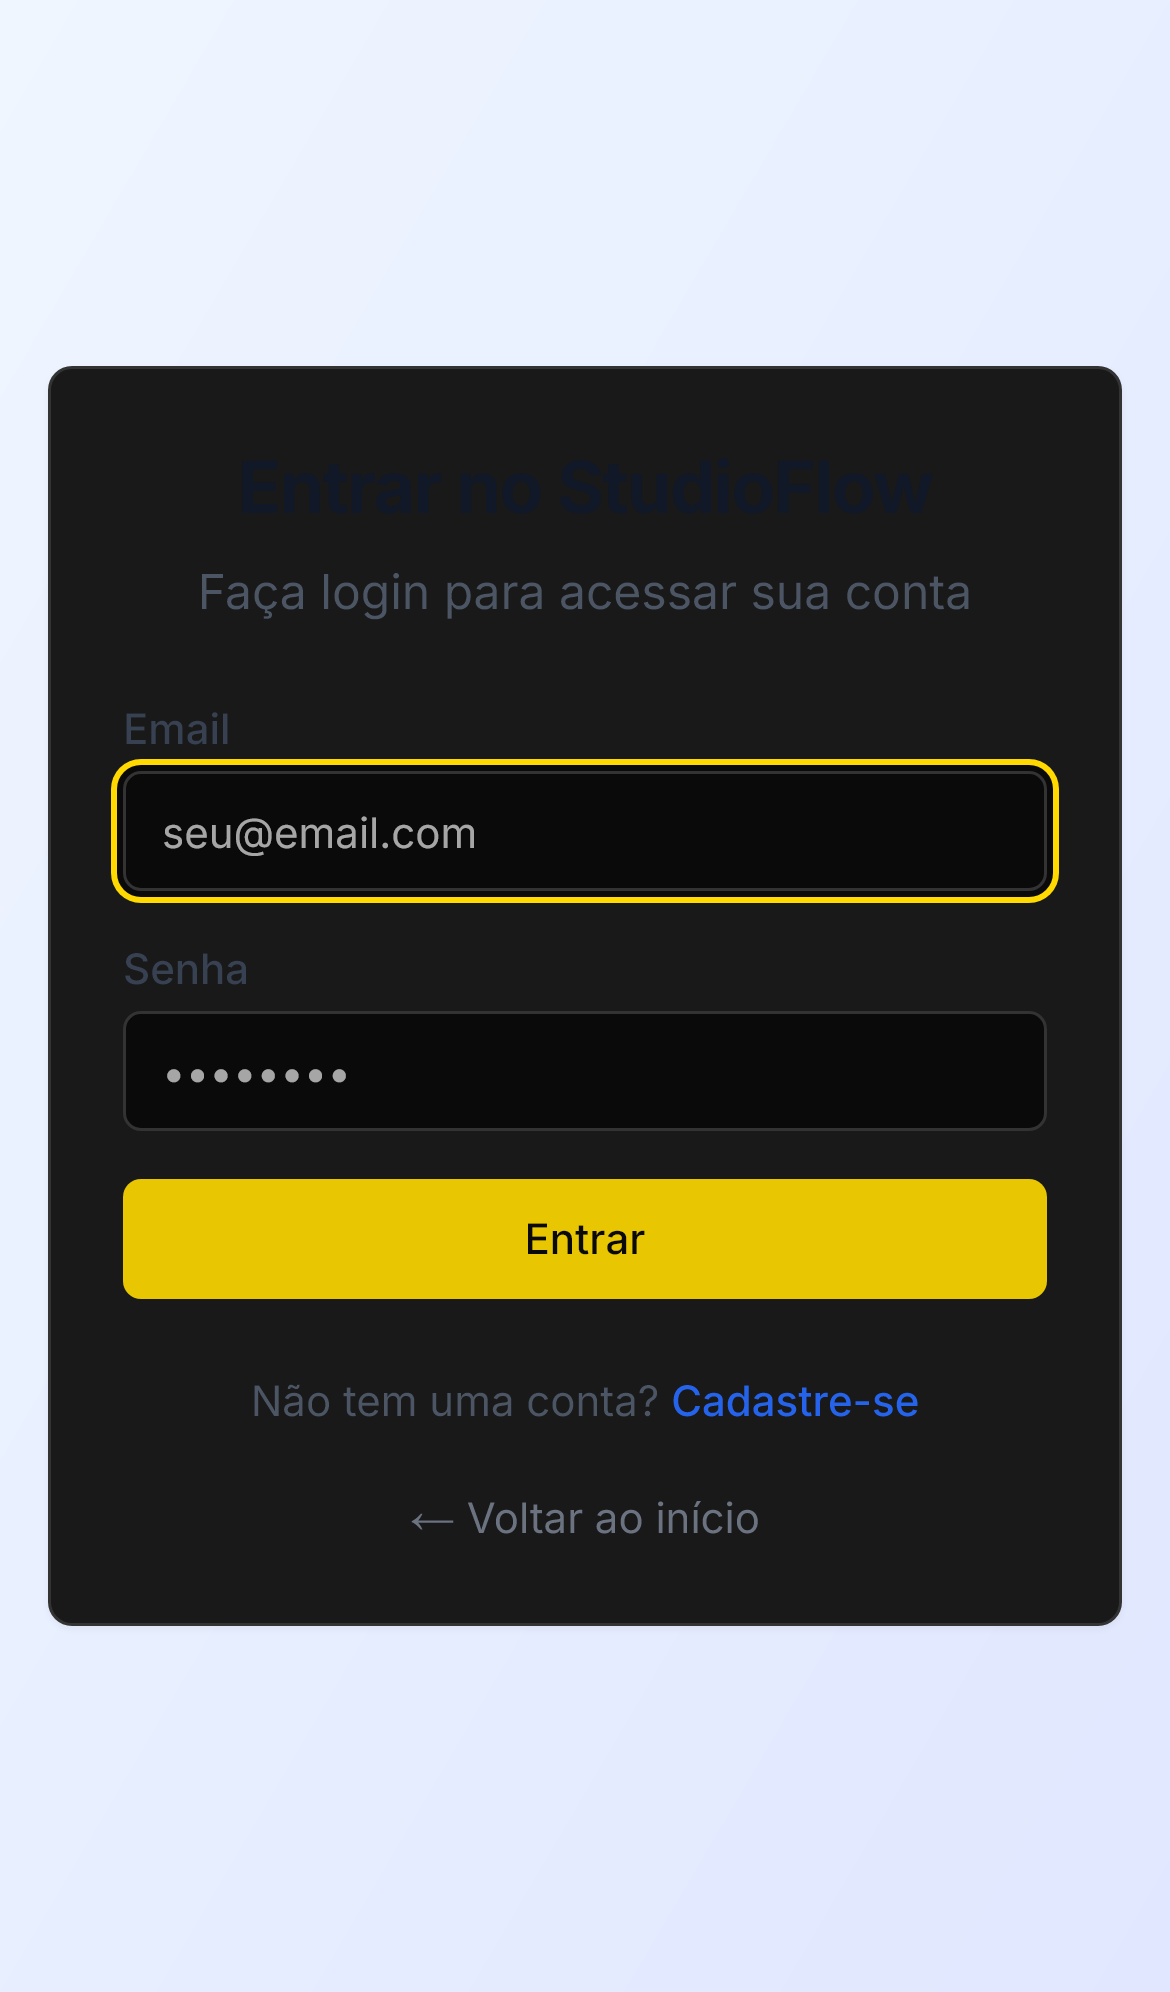 Entrar no StudioFlow
Faça login para acessar sua conta
Email
seu@email.com
Senha
••••••••
Entrar
Não tem uma conta? Cadastre-se
← Voltar ao início